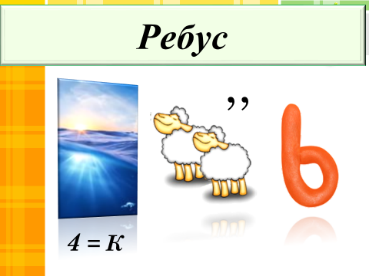 Ребус
,, ь
4 = К